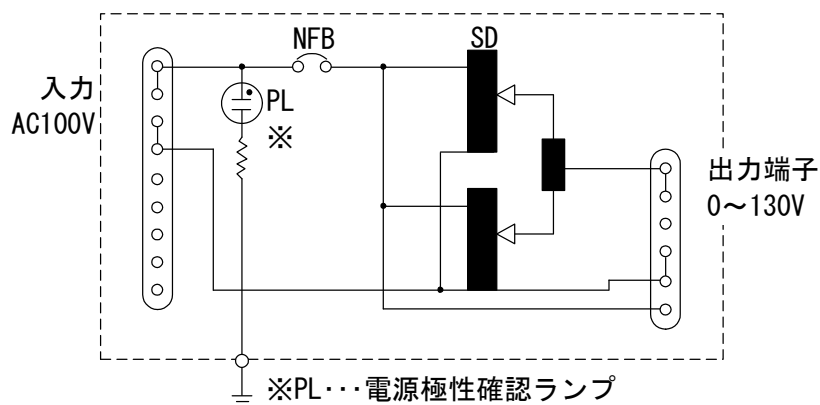 NFB
SD
入力
AC100V
PL
※
出力端子
0～130V
※PL･･･電源極性確認ランプ